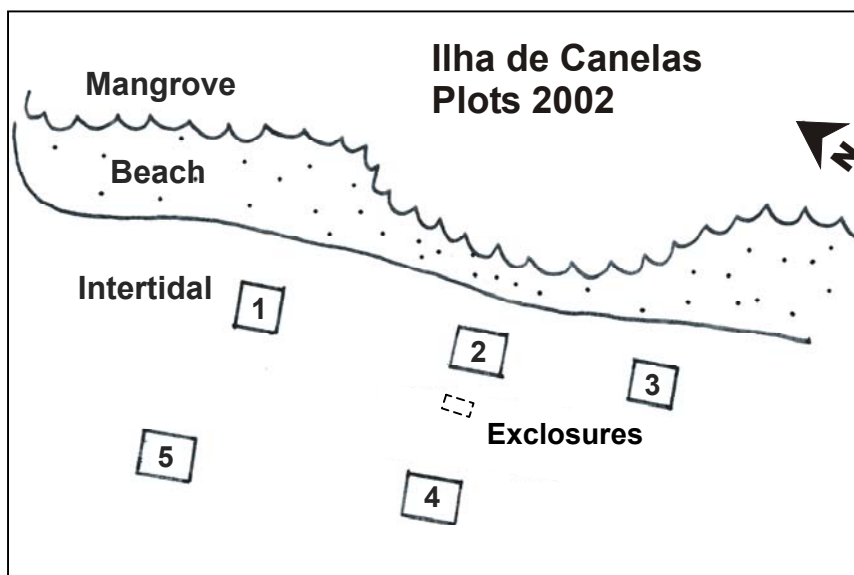 Ilha de Canelas
Plots 2002
Mangrove
N
Beach
Intertidal
1
2
3
Exclosures
5
4